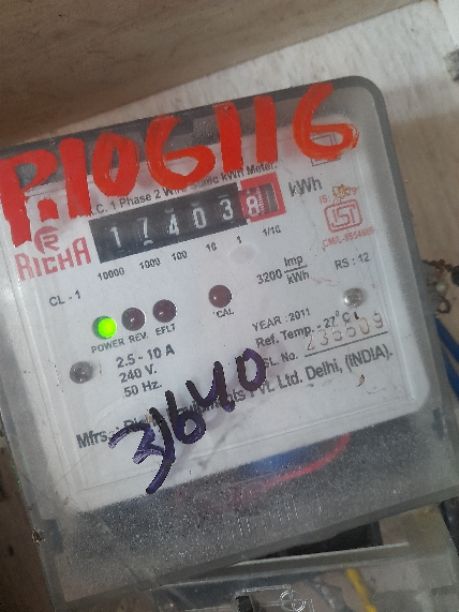 P.106116
A.C. 1 Phase 2 Wire Static kWh Meter
RICHA
17403 8 kWh
10000 1000 100 10 1 1/10
CL - 1
3200 Imp/kWh
RS : 12
POWER REV. EFLT CAL
2.5 - 10 A
240 V.
50 Hz.
YEAR : 2011
Ref. Temp. - 27°C
SL. No.
Mfrs. : Pvt. Ltd. Delhi, (INDIA).
31640